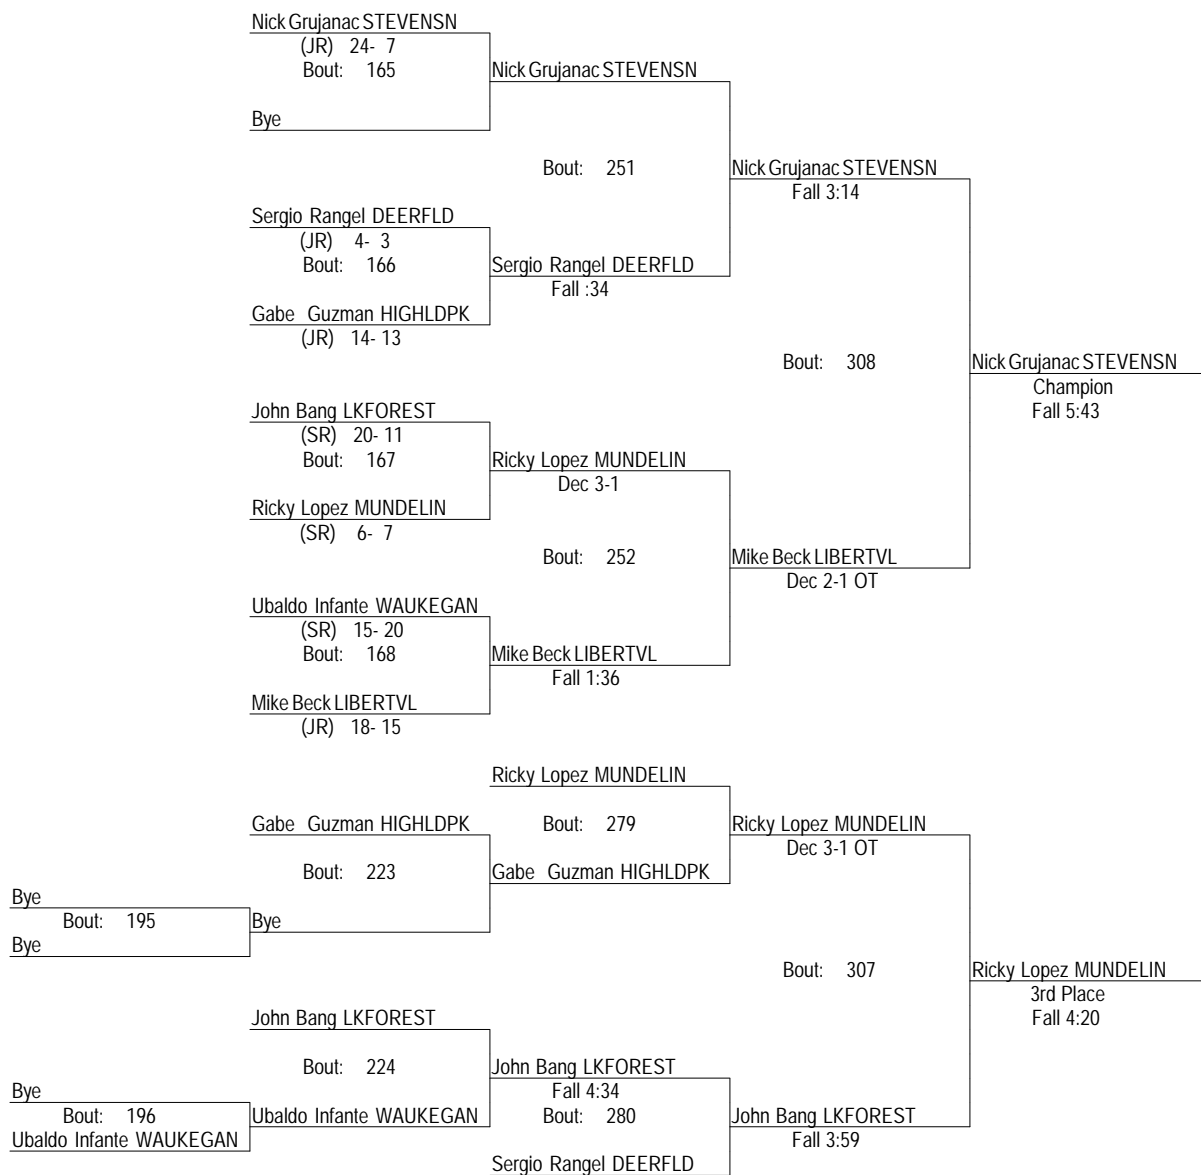 Nick Grujanac STEVENSN
(JR) 24- 7
Bout: 165
Nick Grujanac STEVENSN
Bye
Bout: 251
Nick Grujanac STEVENSN
Fall 3:14
Sergio Rangel DEERFLD
(JR) 4- 3
Bout: 166
Sergio Rangel DEERFLD
Fall :34
Gabe Guzman HIGHLDPK
(JR) 14- 13
Bout: 308
Nick Grujanac STEVENSN
Champion
Fall 5:43
John Bang LKFOREST
(SR) 20- 11
Bout: 167
Ricky Lopez MUNDELIN
Dec 3-1
Ricky Lopez MUNDELIN
(SR) 6- 7
Bout: 252
Mike Beck LIBERTVL
Dec 2-1 OT
Ubaldo Infante WAUKEGAN
(SR) 15- 20
Bout: 168
Mike Beck LIBERTVL
Fall 1:36
Mike Beck LIBERTVL
(JR) 18- 15
Ricky Lopez MUNDELIN
Gabe Guzman HIGHLDPK
Bout: 279
Ricky Lopez MUNDELIN
Dec 3-1 OT
Bout: 223
Gabe Guzman HIGHLDPK
Bye
Bout: 195
Bye
Bye
Bout: 307
Ricky Lopez MUNDELIN
3rd Place
Fall 4:20
John Bang LKFOREST
Bout: 224
John Bang LKFOREST
Fall 4:34
Bye
Bout: 196
Ubaldo Infante WAUKEGAN
Bout: 280
John Bang LKFOREST
Fall 3:59
Ubaldo Infante WAUKEGAN
Sergio Rangel DEERFLD